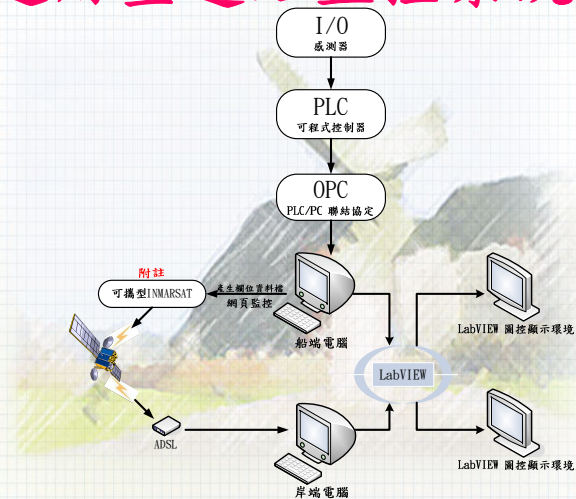 I/O
感測器
PLC
可程式控制器
OPC
PLC/PC 聯結協定
附註
可攜型INMARSAT
產生欄位資料檔
網頁監控
船端電腦
LabVIEW 圖控顯示環境
LabVIEW
ADSL
岸端電腦
LabVIEW 圖控顯示環境